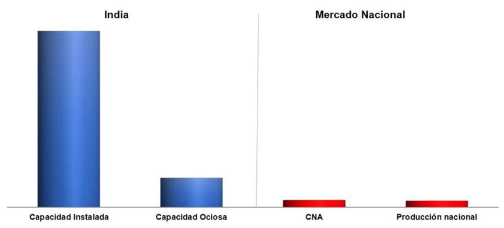 India
Mercado Nacional
Capacidad Instalada
Capacidad Ociosa
CNA
Producción nacional